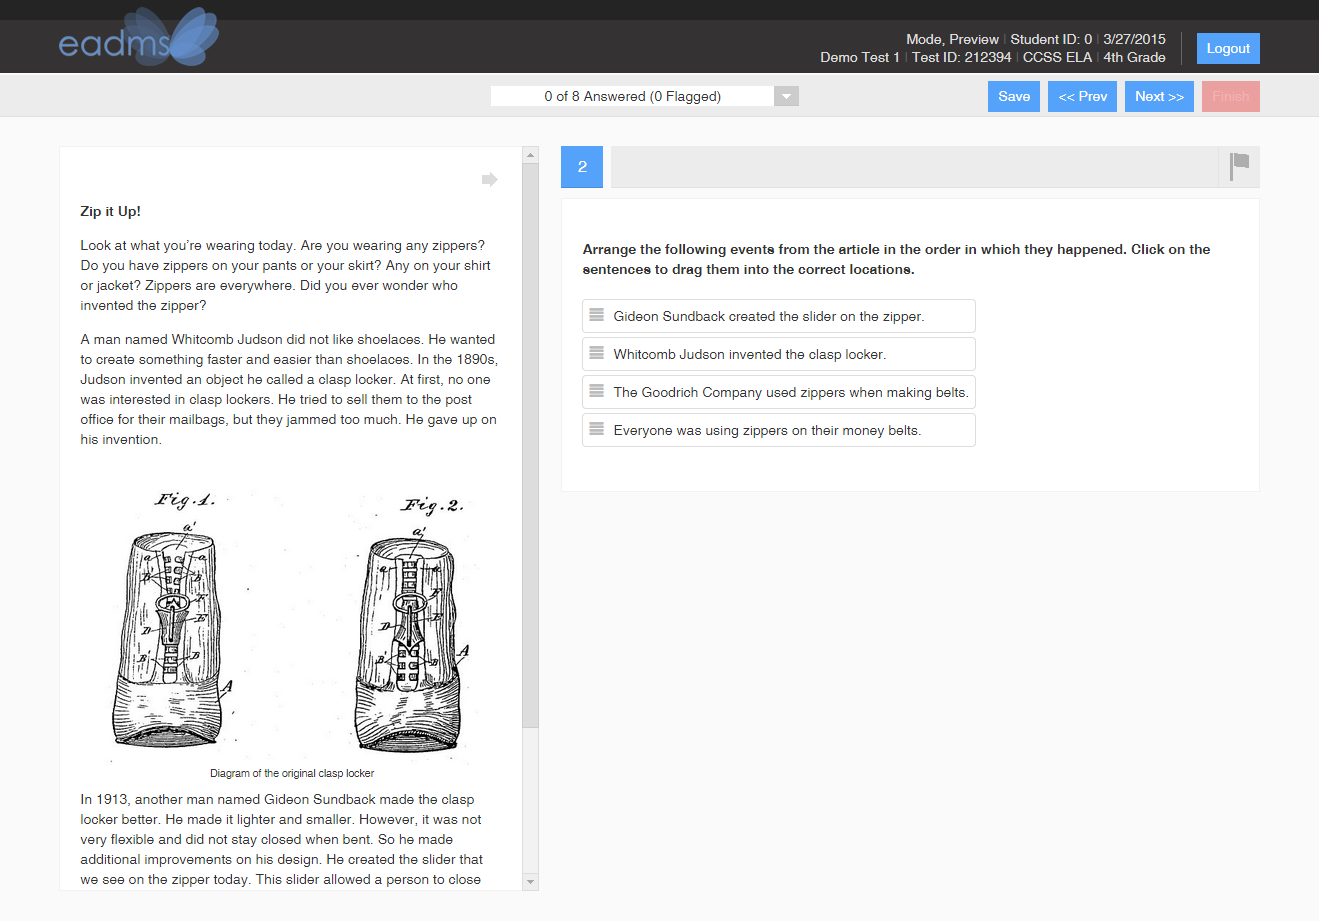 eadms
Mode, Preview | Student ID: 0 | 3/27/2015
Demo Test 1 | Test ID: 212394 | CCSS ELA | 4th Grade
Logout
0 of 8 Answered (0 Flagged)
Save
<< Prev
Next >>
Finish
Zip it Up!
Look at what you're wearing today. Are you wearing any zippers?
Do you have zippers on your pants or your skirt? Any on your shirt
or jacket? Zippers are everywhere. Did you ever wonder who
invented the zipper?
A man named Whitcomb Judson did not like shoelaces. He wanted
to create something faster and easier than shoelaces. In the 1890s,
Judson invented an object he called a clasp locker. At first, no one
was interested in clasp lockers. He tried to sell them to the post
office for their mailbags, but they jammed too much. He gave up on
his invention.
Fig.1.
a'
a a
B' B
F
E
D
B' B
A
Fig.2.
a'
a a
F
D E
B' B
A
Diagram of the original clasp locker
In 1913, another man named Gideon Sundback made the clasp
locker better. He made it lighter and smaller. However, it was not
very flexible and did not stay closed when bent. So he made
additional improvements on his design. He created the slider that
we see on the zipper today. This slider allowed a person to close
2
Arrange the following events from the article in the order in which they happened. Click on the
sentences to drag them into the correct locations.
Gideon Sundback created the slider on the zipper.
Whitcomb Judson invented the clasp locker.
The Goodrich Company used zippers when making belts.
Everyone was using zippers on their money belts.